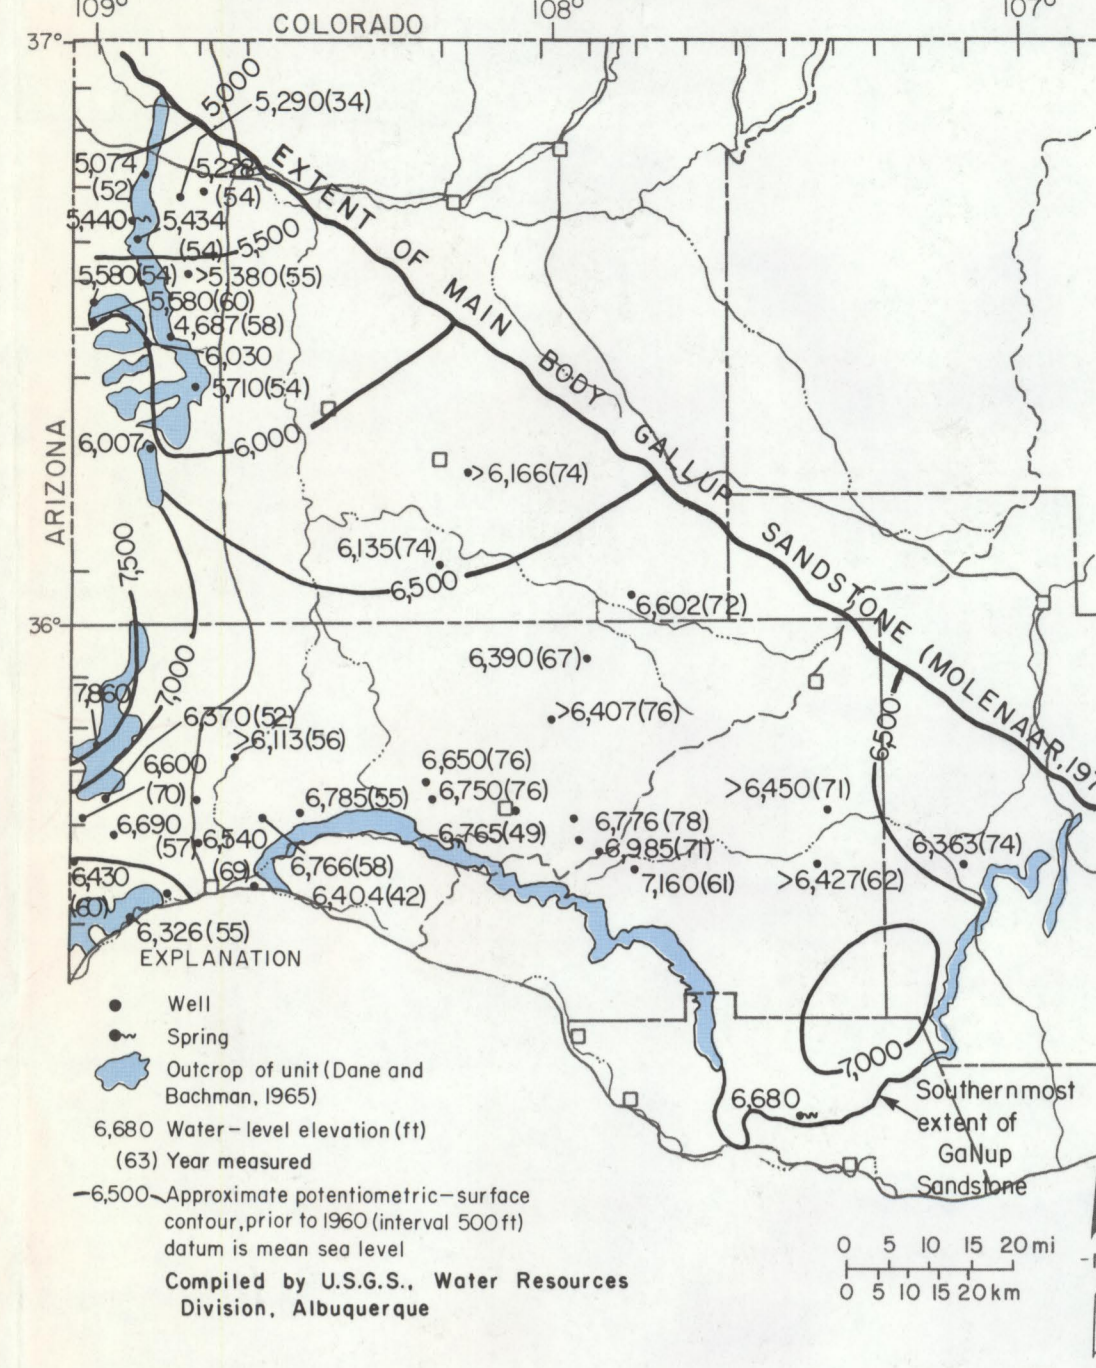 109° 108° 107°
37°
COLORADO
5,000
5,290(34)
5,074
(52)
5,228
(54)
5,440
5,434
(54)
5,500
5,580(54)
>5,380(55)
5,580(60)
4,687(58)
6,030
5,710(54)
6,007
6,000
EXTENT OF MAIN BODY GALLUP SANDSTONE (MOLENAAR, 197
ARIZONA
>6,166(74)
6,135(74)
6,500
7,500
6,602(72)
36°
6,390(67)
7,000
7,860
>6,407(76)
6,370(52)
>6,113(56)
6,500
6,600
(70)
6,650(76)
6,750(76)
>6,450(71)
6,785(55)
6,690
(57)
6,540
(69)
6,765(49)
6,776(78)
6,985(71)
6,363(74)
6,430
(60)
6,766(58)
7,160(61)
>6,427(62)
6,404(42)
6,326(55)
EXPLANATION
Well
Spring
Outcrop of unit (Dane and
Bachman, 1965)
6,680 Water-level elevation (ft)
(63) Year measured
6,500 Approximate potentiometric-surface
contour, prior to 1960 (interval 500 ft)
datum is mean sea level
Compiled by U.S.G.S., Water Resources
Division, Albuquerque
7,000
6,680
Southernmost
extent of
Gallup
Sandstone
0 5 10 15 20 mi
0 5 10 15 20 km